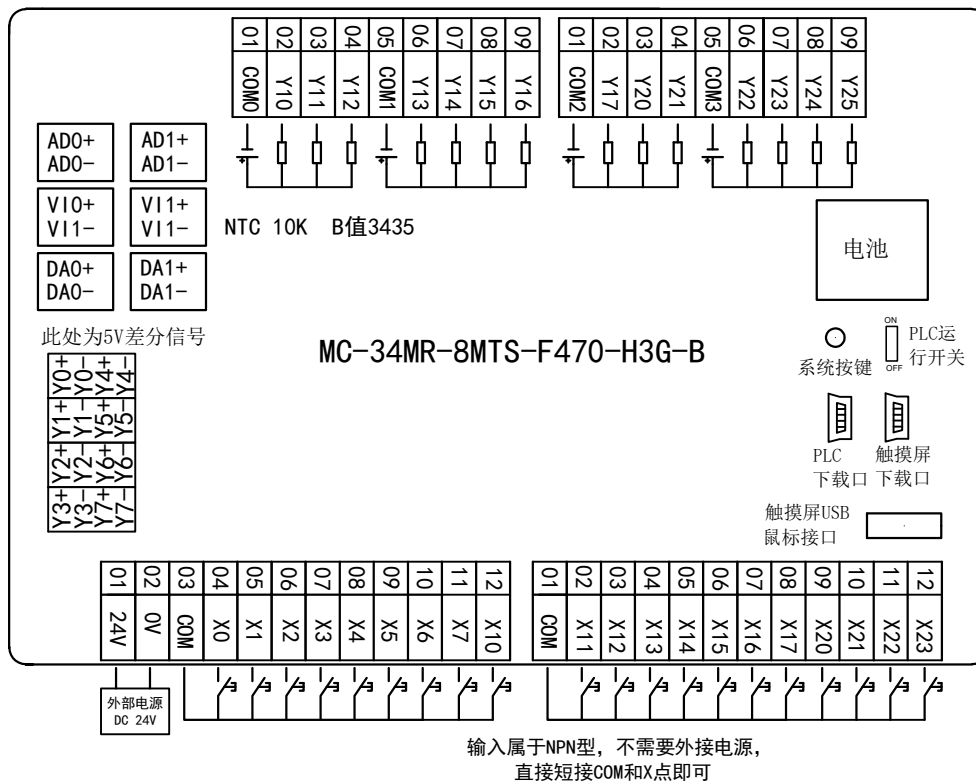 01 02 03 04 05 06 07 08 09
COM0 Y10 Y11 Y12 COM1 Y13 Y14 Y15 Y16
01 02 03 04 05 06 07 08 09
COM2 Y17 Y20 Y21 COM3 Y22 Y23 Y24 Y25
AD0+ AD1+
AD0- AD1-
VI0+ VI1+
VI1- VI1-
NTC 10K B值3435
DA0+ DA1+
DA0- DA1-
电池
此处为5V差分信号
Y0+ Y0- Y4+ Y4-
Y1+ Y1- Y5+ Y5-
Y2+ Y2- Y6+ Y6-
Y3+ Y3- Y7+ Y7-
MC-34MR-8MTS-F470-H3G-B
系统按键
ON
OFF
PLC运
行开关
PLC
下载口
触摸屏
下载口
触摸屏USB
鼠标接口
01 02 03 04 05 06 07 08 09 10 11 12
24V 0V COM X0 X1 X2 X3 X4 X5 X6 X7 X10
01 02 03 04 05 06 07 08 09 10 11 12
COM X11 X12 X13 X14 X15 X16 X17 X20 X21 X22 X23
外部电源
DC 24V
输入属于NPN型，不需要外接电源，
直接短接COM和X点即可